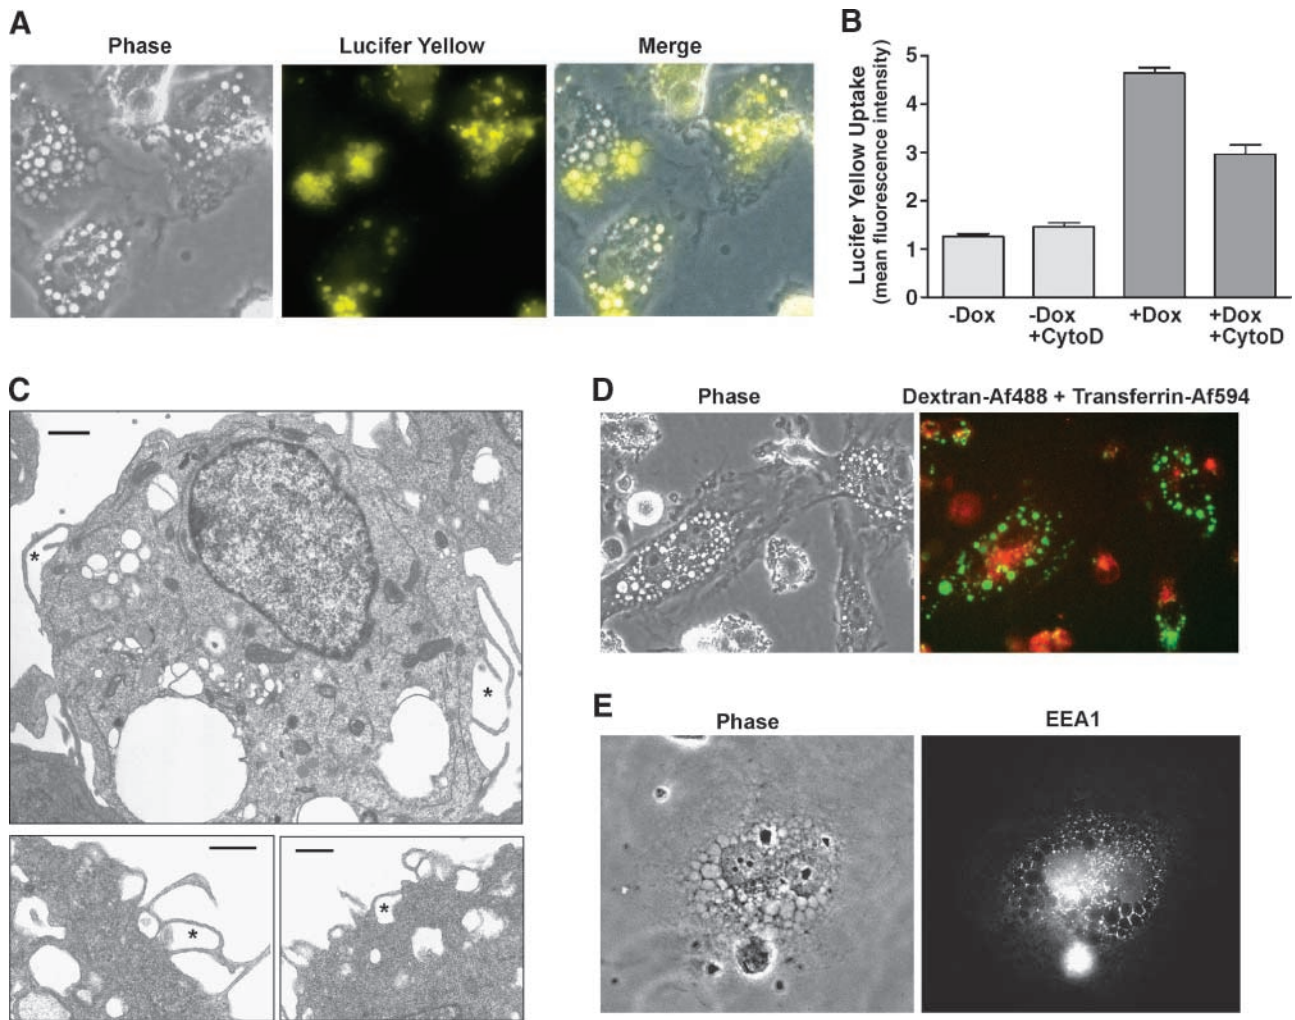 A
Phase
Lucifer Yellow
Merge
B
Lucifer Yellow Uptake
(mean fluorescence intensity)
5
4
3
2
1
0
-Dox
-Dox
+CytoD
+Dox
+Dox
+CytoD
C
*
*
*
*
D
Phase
Dextran-Af488 + Transferrin-Af594
E
Phase
EEA1